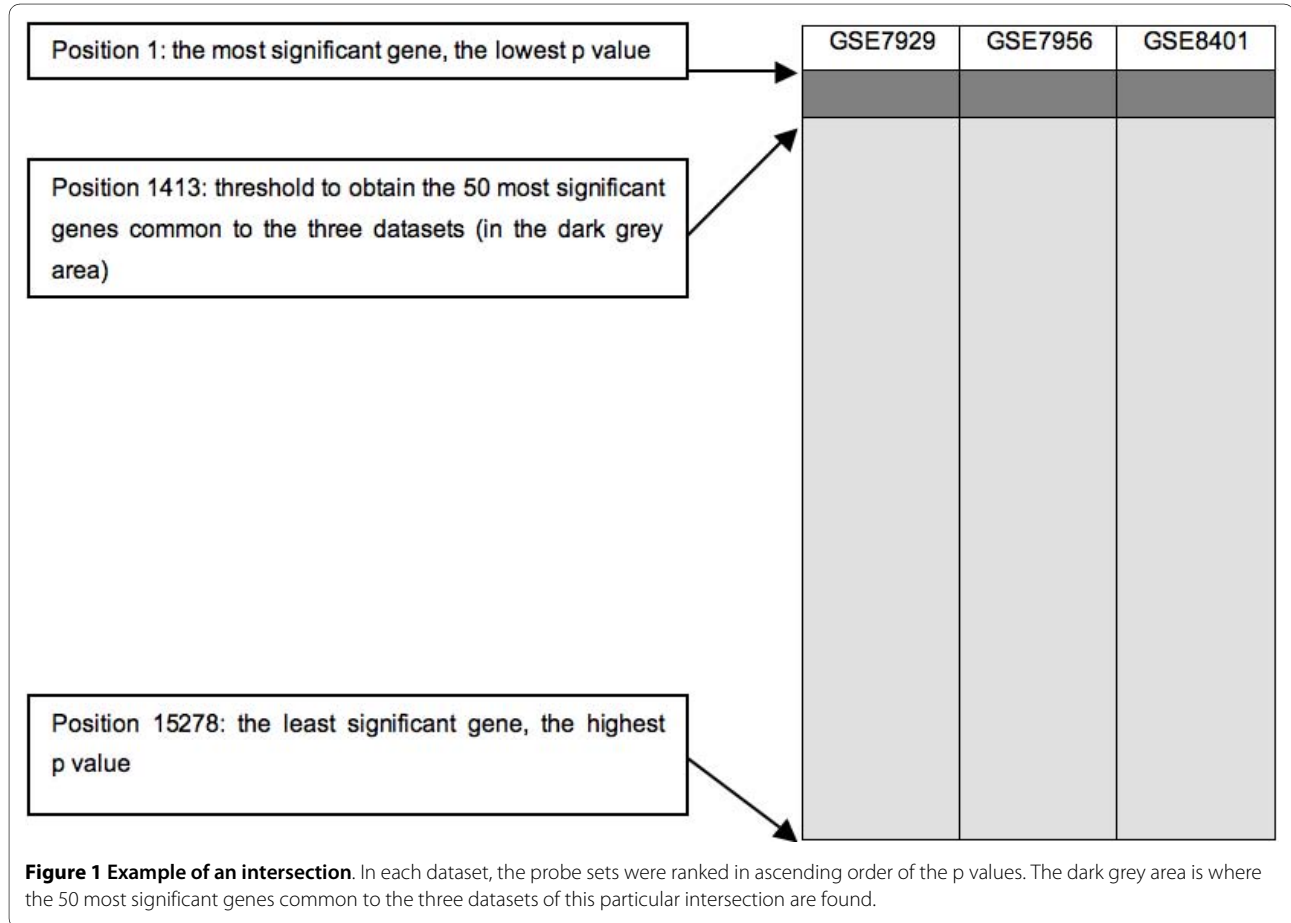 Position 1: the most significant gene, the lowest p value
GSE7929 GSE7956 GSE8401
Position 1413: threshold to obtain the 50 most significant
genes common to the three datasets (in the dark grey
area)
Position 15278: the least significant gene, the highest
p value
Figure 1 Example of an intersection. In each dataset, the probe sets were ranked in ascending order of the p values. The dark grey area is where
the 50 most significant genes common to the three datasets of this particular intersection are found.